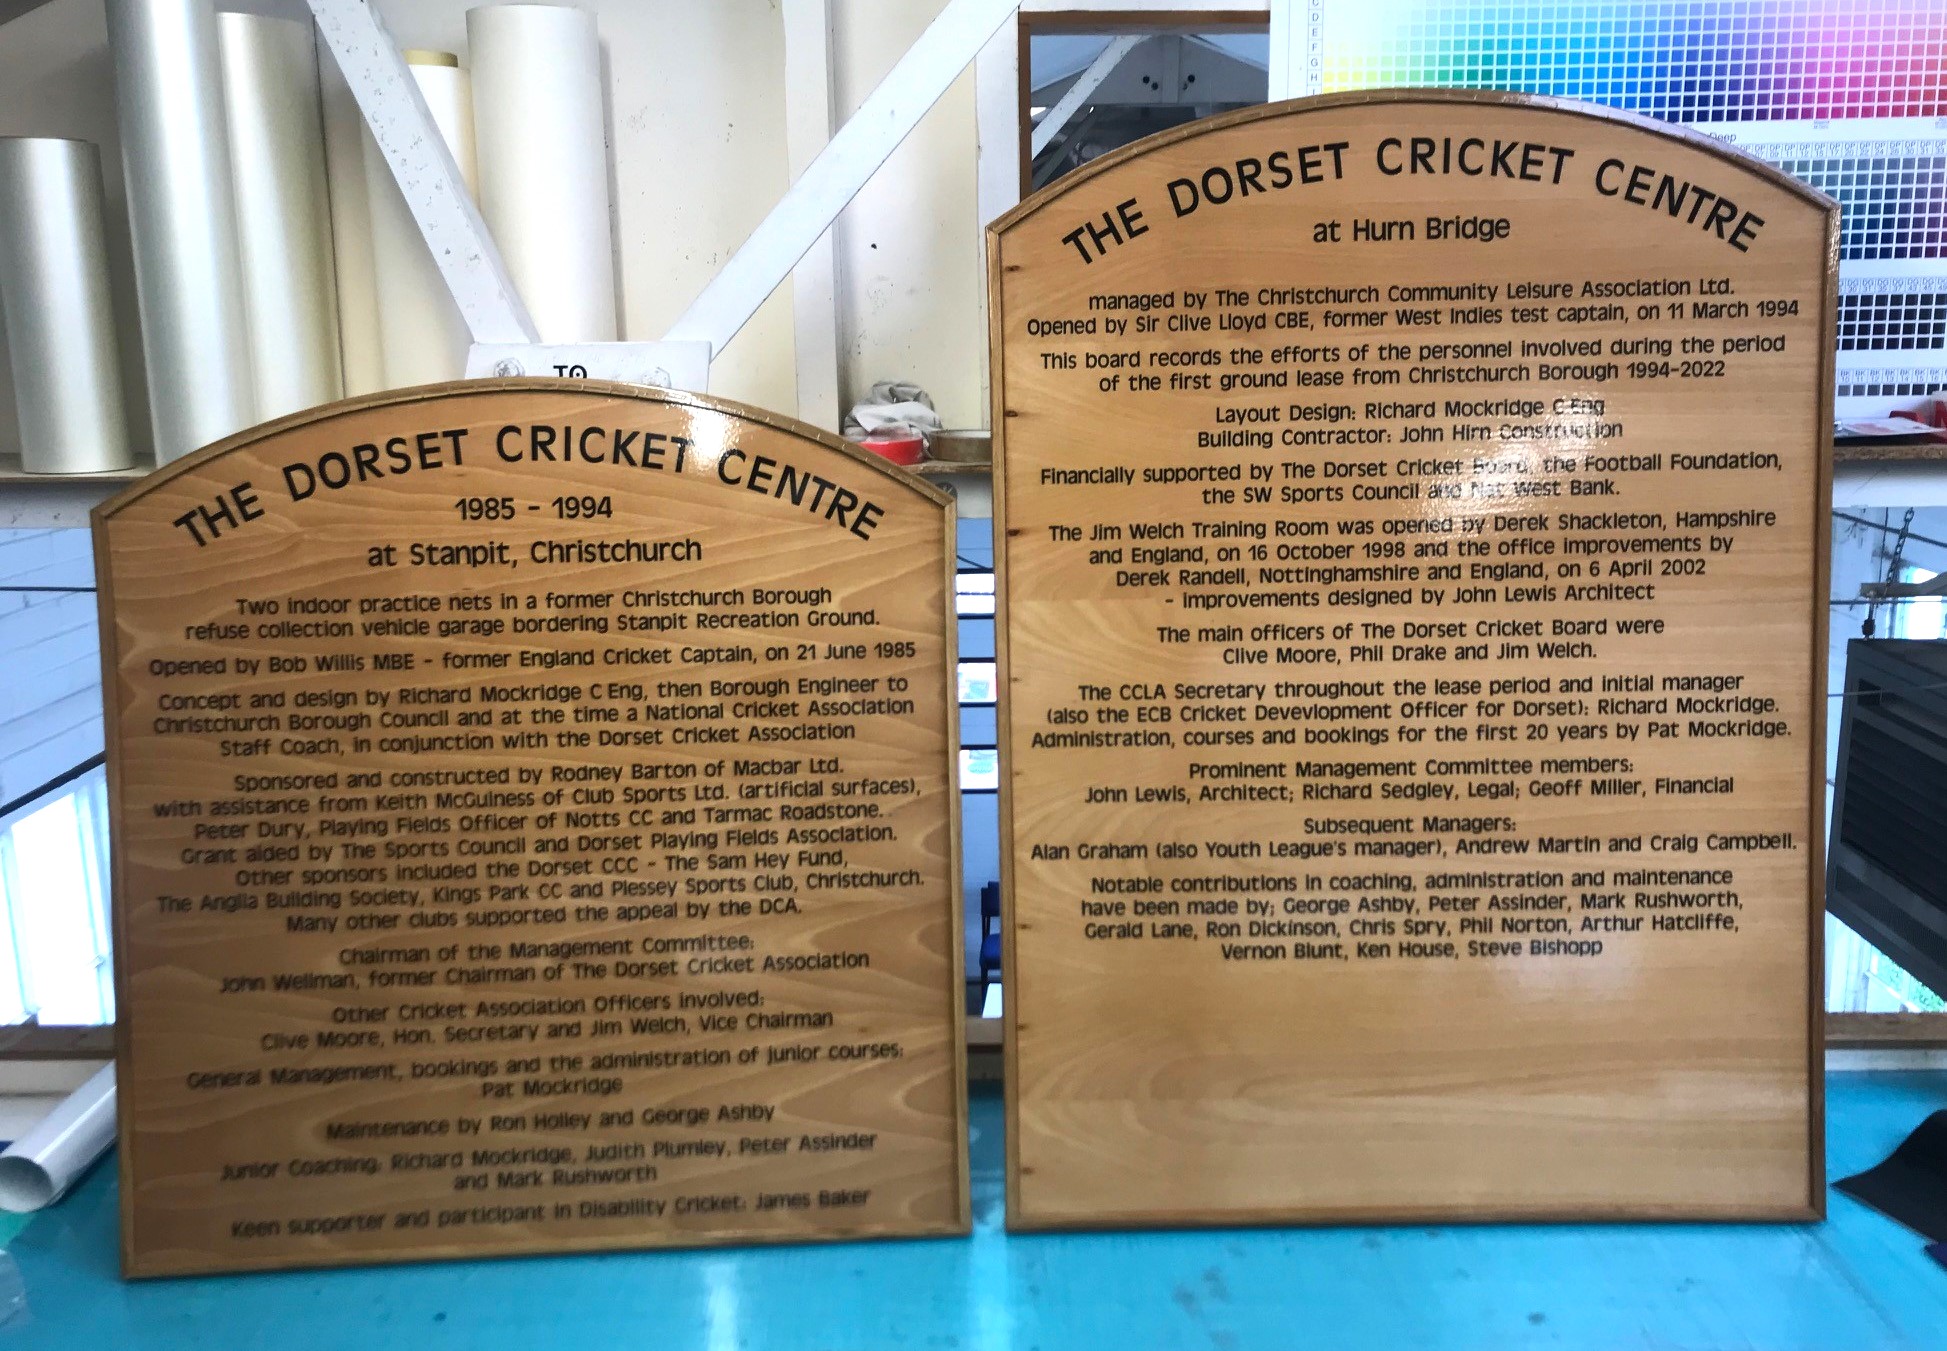 TO
THE DORSET CRICKET CENTRE
1985 - 1994
at Stanpit, Christchurch
Two indoor practice nets in a former Christchurch Borough
refuse collection vehicle garage bordering Stanpit Recreation Ground.
Opened by Bob Willis MBE - former England Cricket Captain, on 21 June 1985
Concept and design by Richard Mockridge C Eng, then Borough Engineer to
Christchurch Borough Council and at the time a National Cricket Association
Staff Coach, in conjunction with the Dorset Cricket Association
Sponsored and constructed by Rodney Barton of Macbar Ltd.
with assistance from Keith McGuiness of Club Sports Ltd. (artificial surfaces),
Peter Dury, Playing Fields Officer of Notts CC and Tarmac Roadstone.
Grant aided by The Sports Council and Dorset Playing Fields Association.
Other sponsors included the Dorset CCC - The Sam Hey Fund,
The Anglia Building Society, Kings Park CC and Plessey Sports Club, Christchurch.
Many other clubs supported the appeal by the DCA.
Chairman of the Management Committee:
John Wellman, former Chairman of The Dorset Cricket Association
Other Cricket Association Officers involved:
Clive Moore, Hon. Secretary and Jim Welch, Vice Chairman
General Management, bookings and the administration of junior courses:
Pat Mockridge
Maintenance by Ron Holley and George Ashby
Junior Coaching: Richard Mockridge, Judith Plumley, Peter Assinder
and Mark Rushworth
Keen supporter and participant in Disability Cricket: James Baker
THE DORSET CRICKET CENTRE
at Hurn Bridge
managed by The Christchurch Community Leisure Association Ltd.
Opened by Sir Clive Lloyd CBE, former West Indies test captain, on 11 March 1994
This board records the efforts of the personnel involved during the period
of the first ground lease from Christchurch Borough 1994-2022
Layout Design: Richard Mockridge C Eng
Building Contractor: John Hirn Construction
Financially supported by The Dorset Cricket Board, the Football Foundation,
the SW Sports Council and Nat West Bank.
The Jim Welch Training Room was opened by Derek Shackleton, Hampshire
and England, on 16 October 1998 and the office improvements by
Derek Randell, Nottinghamshire and England, on 6 April 2002
- improvements designed by John Lewis Architect
The main officers of The Dorset Cricket Board were
Clive Moore, Phil Drake and Jim Welch.
The CCLA Secretary throughout the lease period and initial manager
(also the ECB Cricket Devevlopment Officer for Dorset): Richard Mockridge.
Administration, courses and bookings for the first 20 years by Pat Mockridge.
Prominent Management Committee members:
John Lewis, Architect; Richard Sedgley, Legal; Geoff Miller, Financial
Subsequent Managers:
Alan Graham (also Youth League's manager), Andrew Martin and Craig Campbell.
Notable contributions in coaching, administration and maintenance
have been made by; George Ashby, Peter Assinder, Mark Rushworth,
Gerald Lane, Ron Dickinson, Chris Spry, Phil Norton, Arthur Hatcliffe,
Vernon Blunt, Ken House, Steve Bishopp
C
D
E
F
G
H
Deep